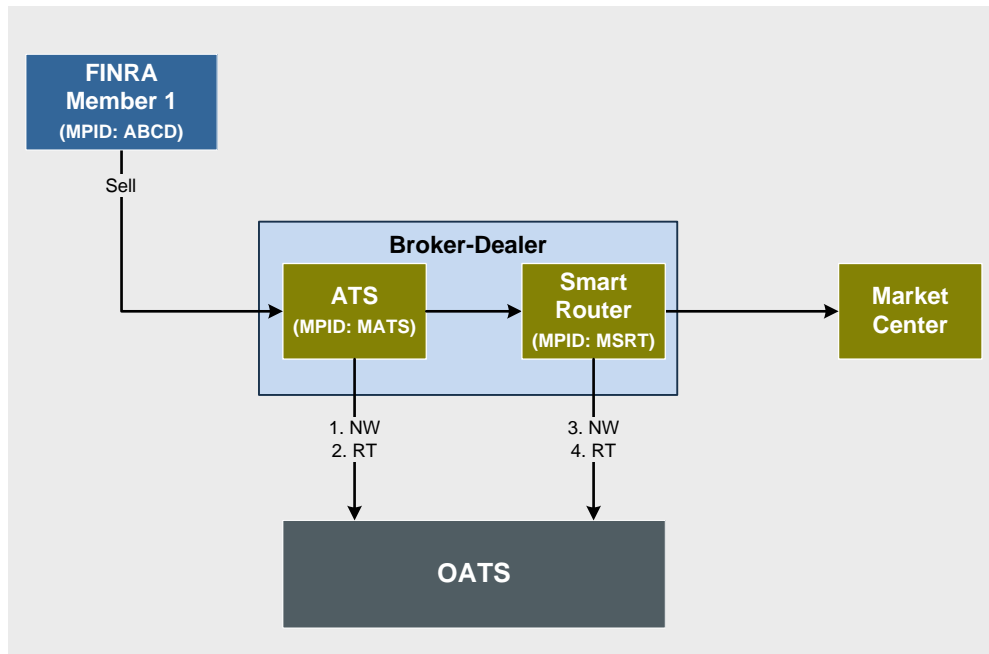 FINRA
Member 1
(MPID: ABCD)
Sell
Broker-Dealer
ATS
(MPID: MATS)
Smart
Router
(MPID: MSRT)
Market
Center
1. NW
2. RT
3. NW
4. RT
OATS